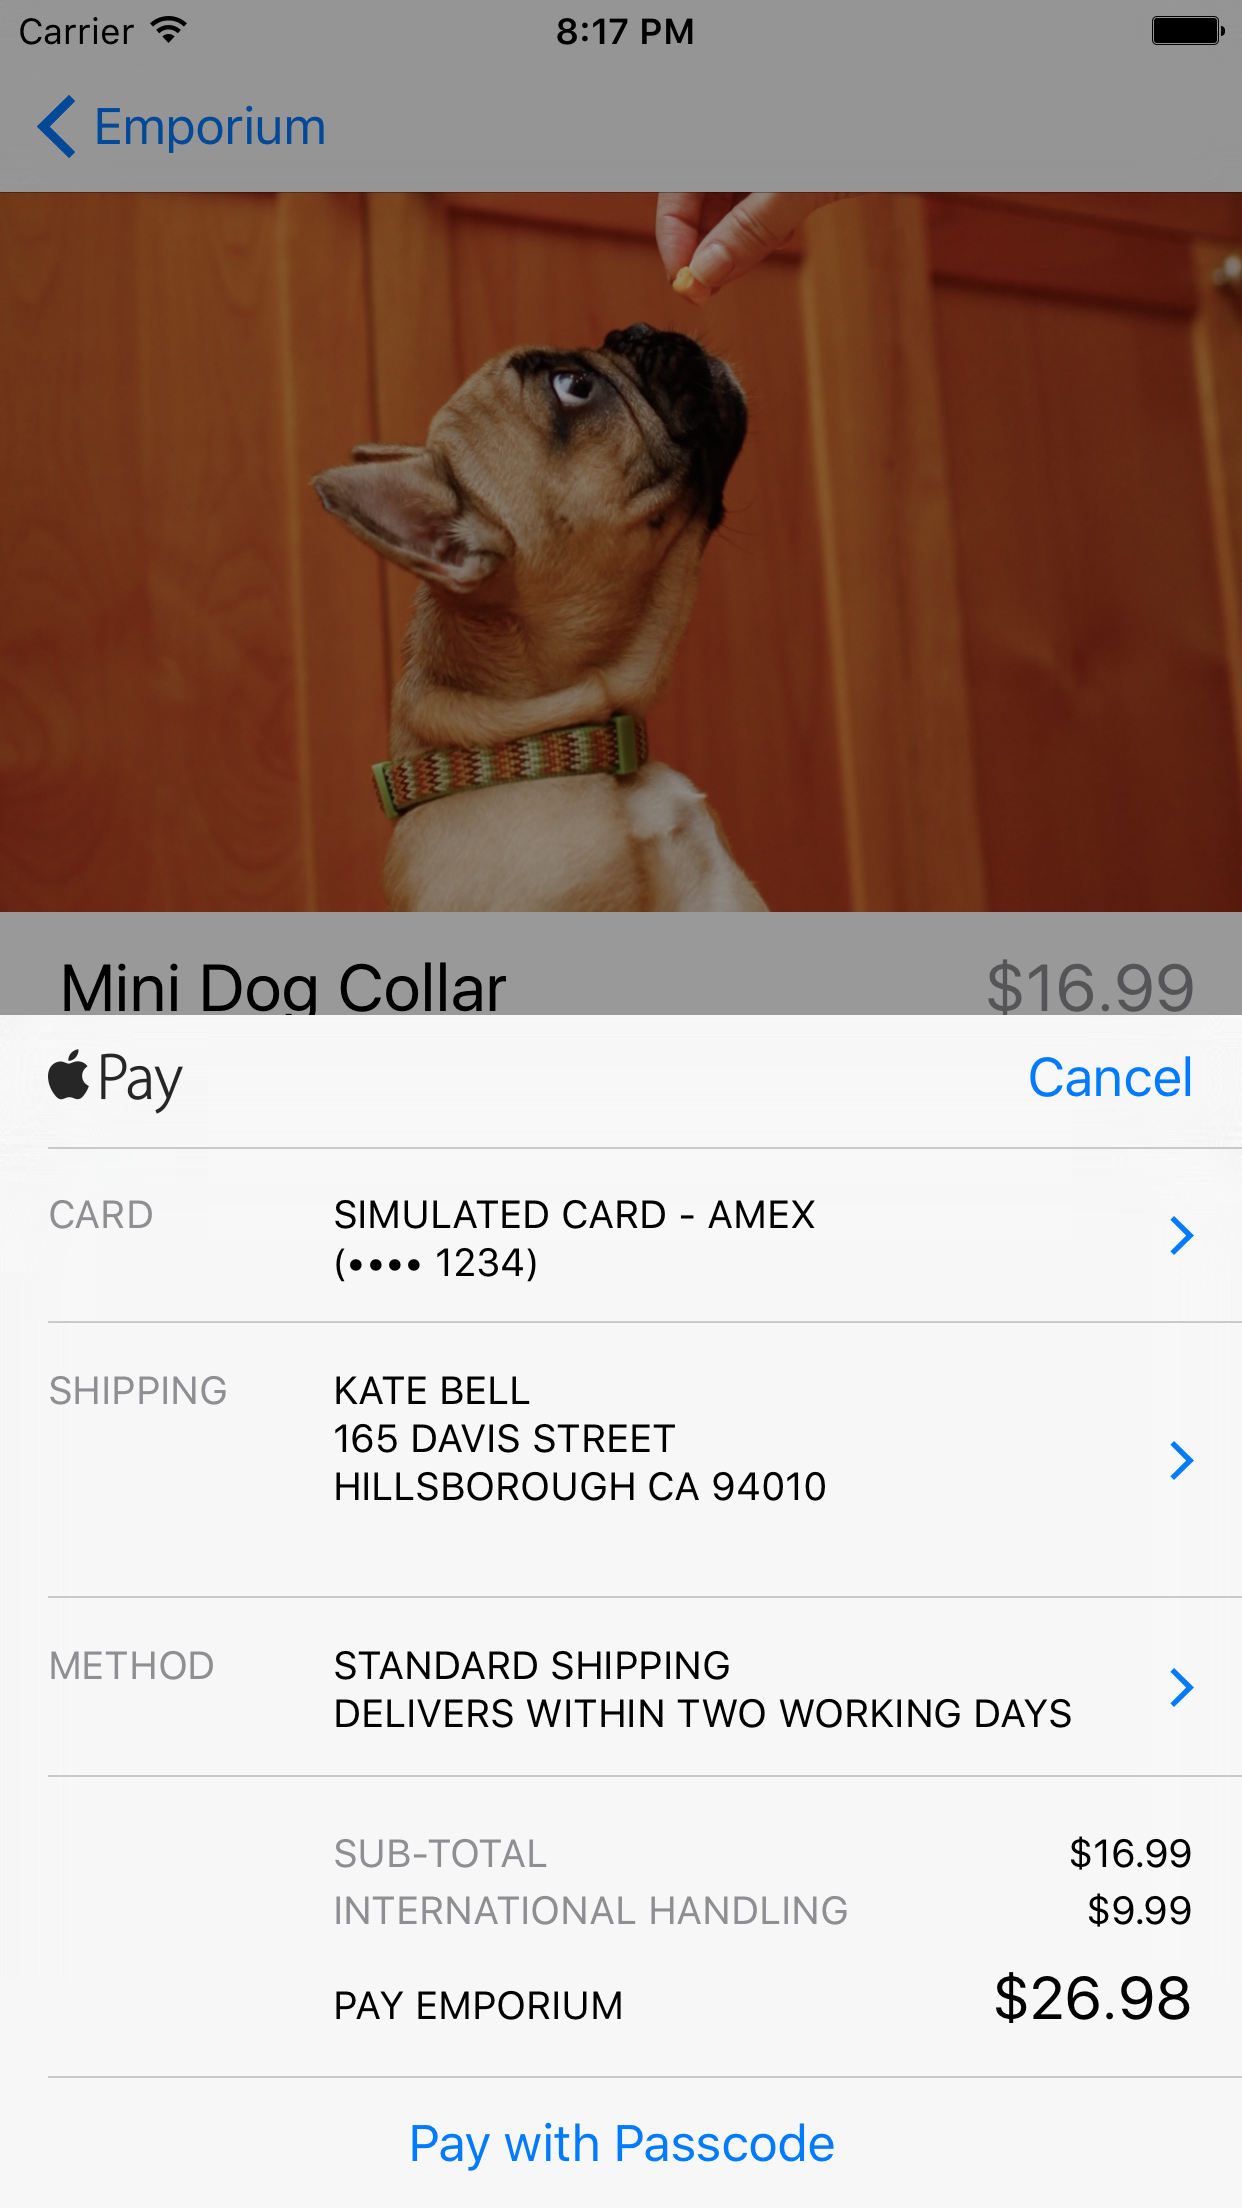 Carrier 8:17 PM
Emporium
Mini Dog Collar $16.99
Pay Cancel
CARD SIMULATED CARD - AMEX
(•••• 1234)
SHIPPING KATE BELL
165 DAVIS STREET
HILLSBOROUGH CA 94010
METHOD STANDARD SHIPPING
DELIVERS WITHIN TWO WORKING DAYS
SUB-TOTAL $16.99
INTERNATIONAL HANDLING $9.99
PAY EMPORIUM $26.98
Pay with Passcode